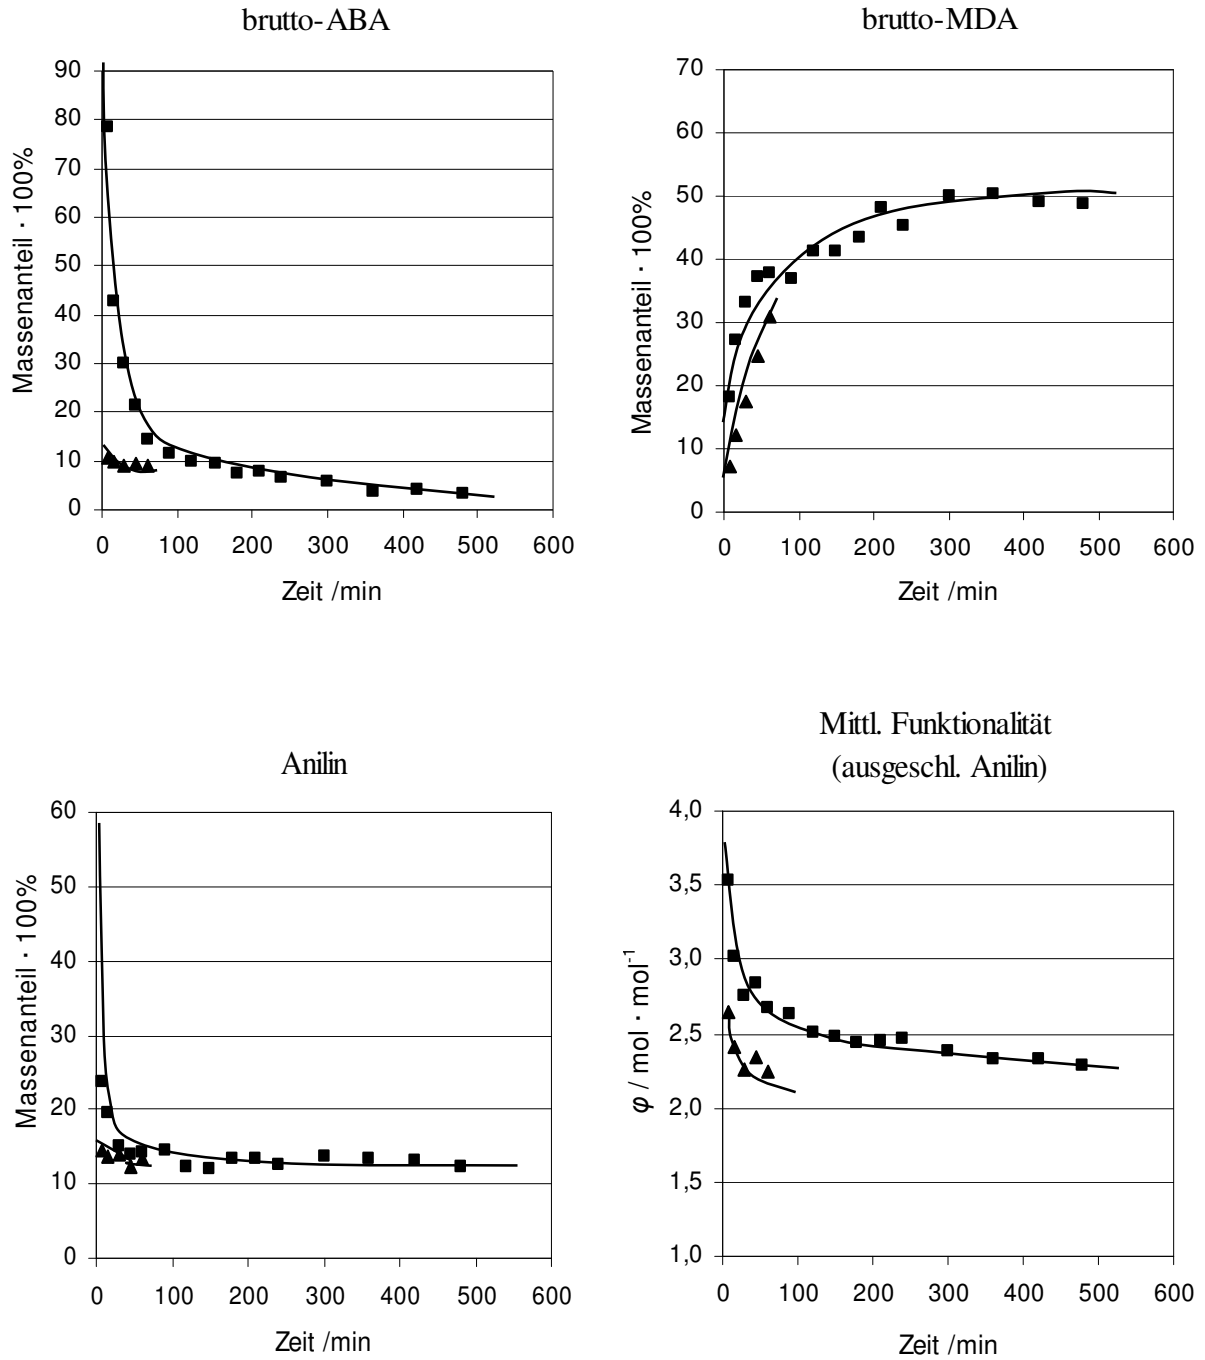 brutto-ABA
90
80
70
60
50
40
30
20
10
0
Massenanteil · 100%
0 100 200 300 400 500 600
Zeit /min
brutto-MDA
70
60
50
40
30
20
10
0
Massenanteil · 100%
0 100 200 300 400 500 600
Zeit /min
Anilin
60
50
40
30
20
10
0
Massenanteil · 100%
0 100 200 300 400 500 600
Zeit /min
Mittl. Funktionalität
(ausgeschl. Anilin)
4,0
3,5
3,0
2,5
2,0
1,5
1,0
φ / mol · mol⁻¹
0 100 200 300 400 500 600
Zeit /min